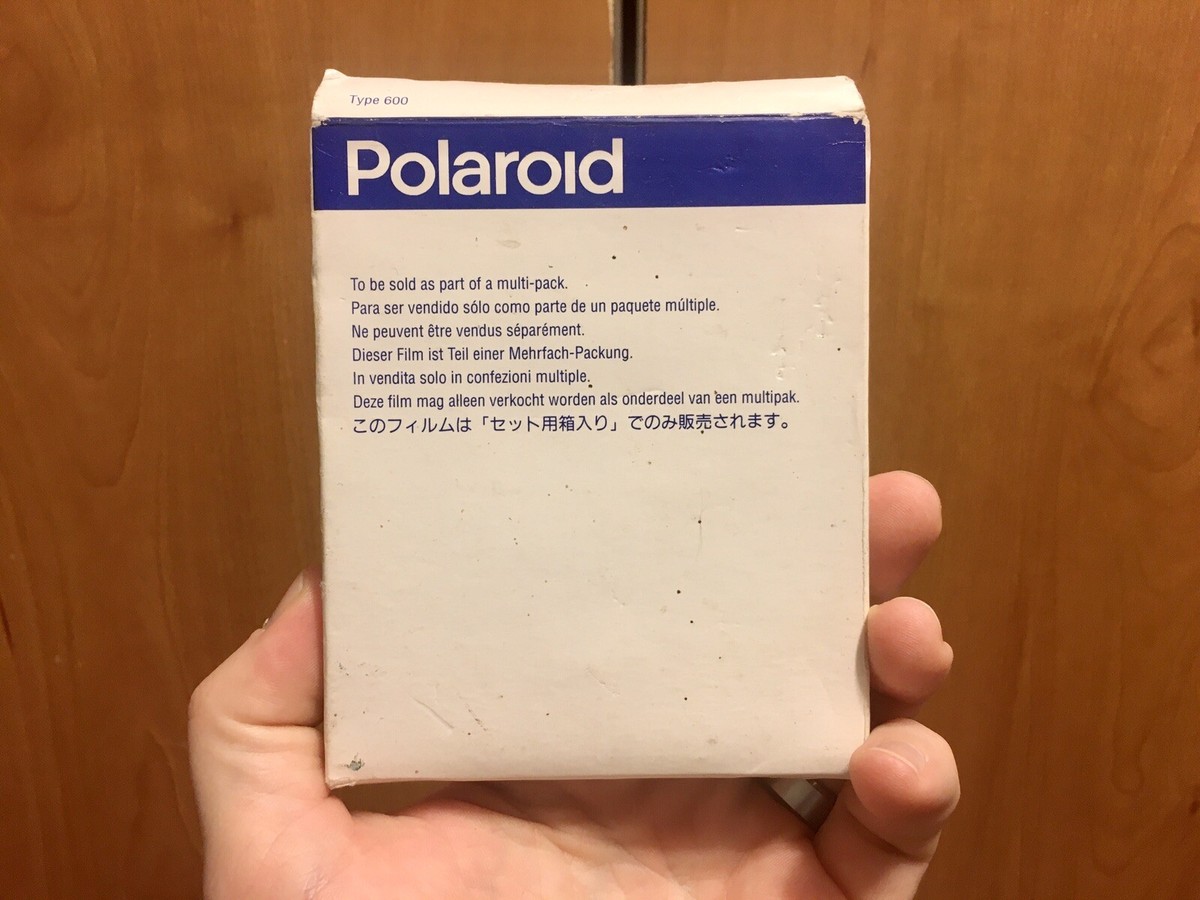 Type 600
Polaroid
To be sold as part of a multi-pack.
Para ser vendido sólo como parte de un paquete múltiple.
Ne peuvent être vendus séparément.
Dieser Film ist Teil einer Mehrfach-Packung.
In vendita solo in confezioni multiple.
Deze film mag alleen verkocht worden als onderdeel van een multipak.
このフィルムは「セット用箱入り」でのみ販売されます。